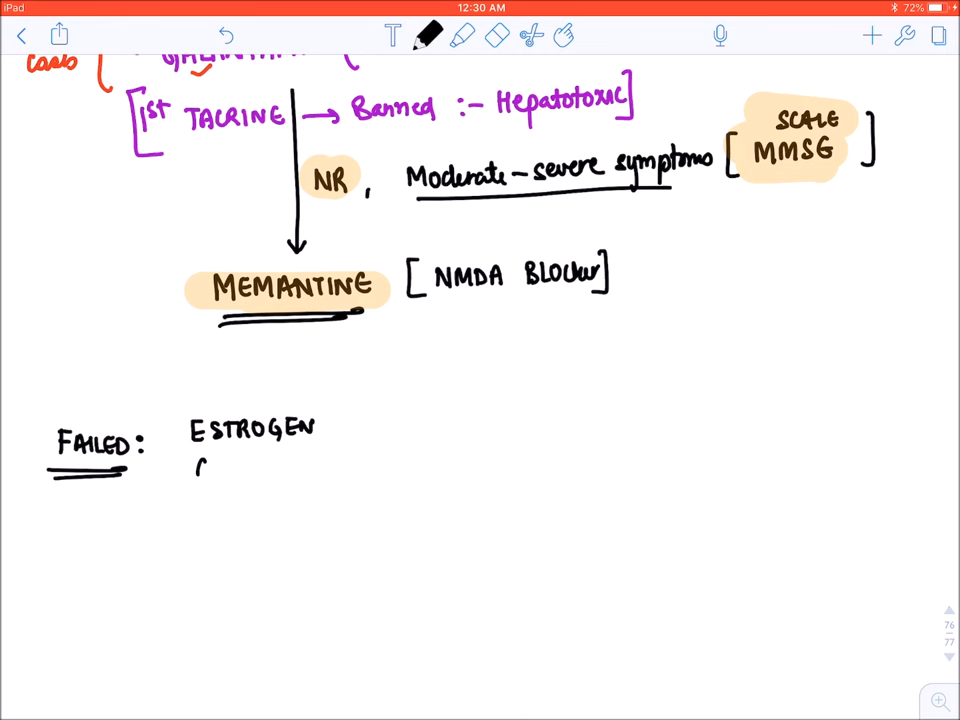 iPad 12:30 AM 72%
T
Cases
[1st TACRINE → Banned :- Hepatotoxic]
NR, Moderate - severe symptoms [SCALE
MMSG]
MEMANTINE [NMDA Blocker]
FAILED: ESTROGEN
76
77